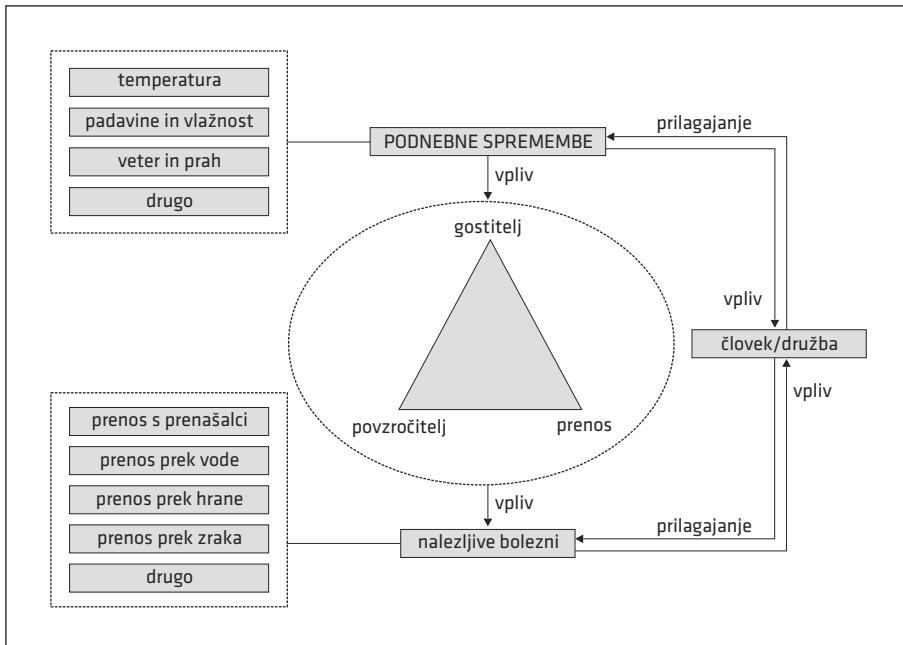 temperatura
padavine in vlažnost
veter in prah
drugo
PODNEBNE SPREMEMBE
prilagajanje
vpliv
gostitelj
vpliv
človek/družba
vpliv
povzročitelj
prenos
prenos s prenašalci
prenos prek vode
prenos prek hrane
prenos prek zraka
drugo
vpliv
prilagajanje
nalezljive bolezni